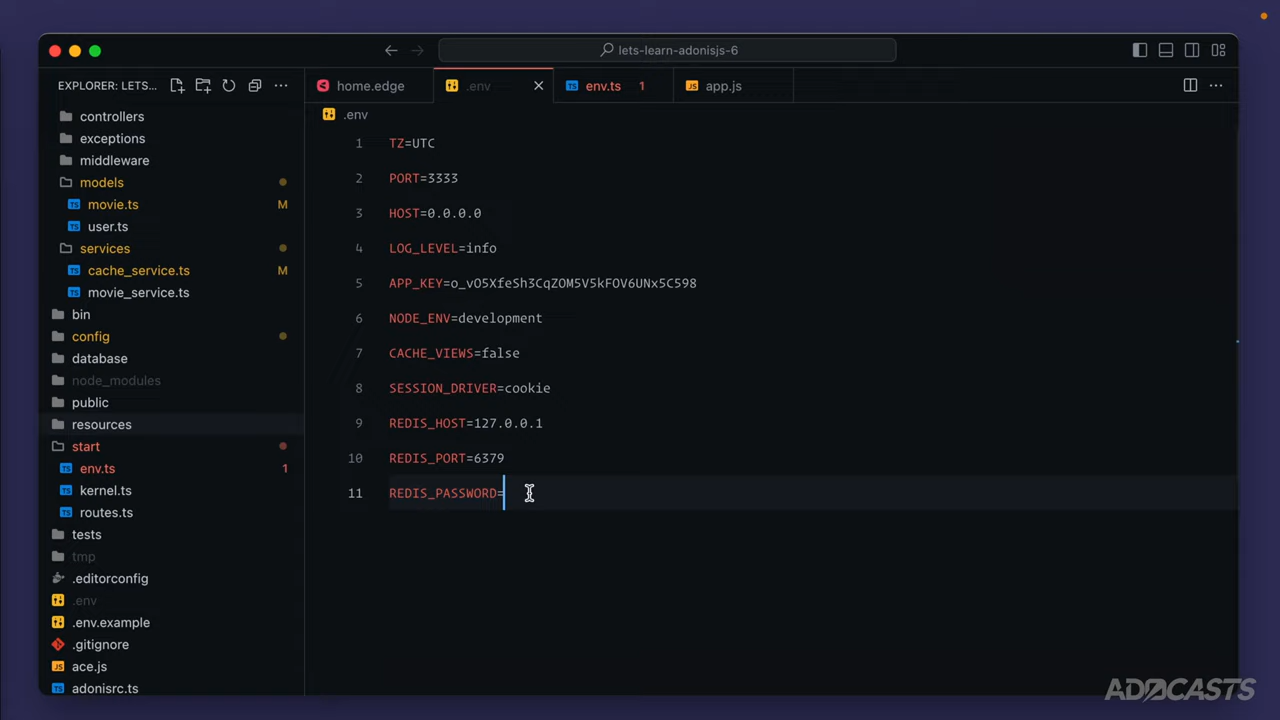 lets-learn-adonisjs-6
EXPLORER: LETS...
home.edge
.env
env.ts 1
app.js
.env
controllers
exceptions
middleware
models
movie.ts M
user.ts
services
cache_service.ts M
movie_service.ts
bin
config
database
node_modules
public
resources
start
env.ts 1
kernel.ts
routes.ts
tests
tmp
.editorconfig
.env
.env.example
.gitignore
ace.js
adonisrc.ts
1 TZ=UTC
2 PORT=3333
3 HOST=0.0.0.0
4 LOG_LEVEL=info
5 APP_KEY=o_vO5XfeSh3CqZOM5V5kFOV6UNx5C598
6 NODE_ENV=development
7 CACHE_VIEWS=false
8 SESSION_DRIVER=cookie
9 REDIS_HOST=127.0.0.1
10 REDIS_PORT=6379
11 REDIS_PASSWORD=
ADOCASTS